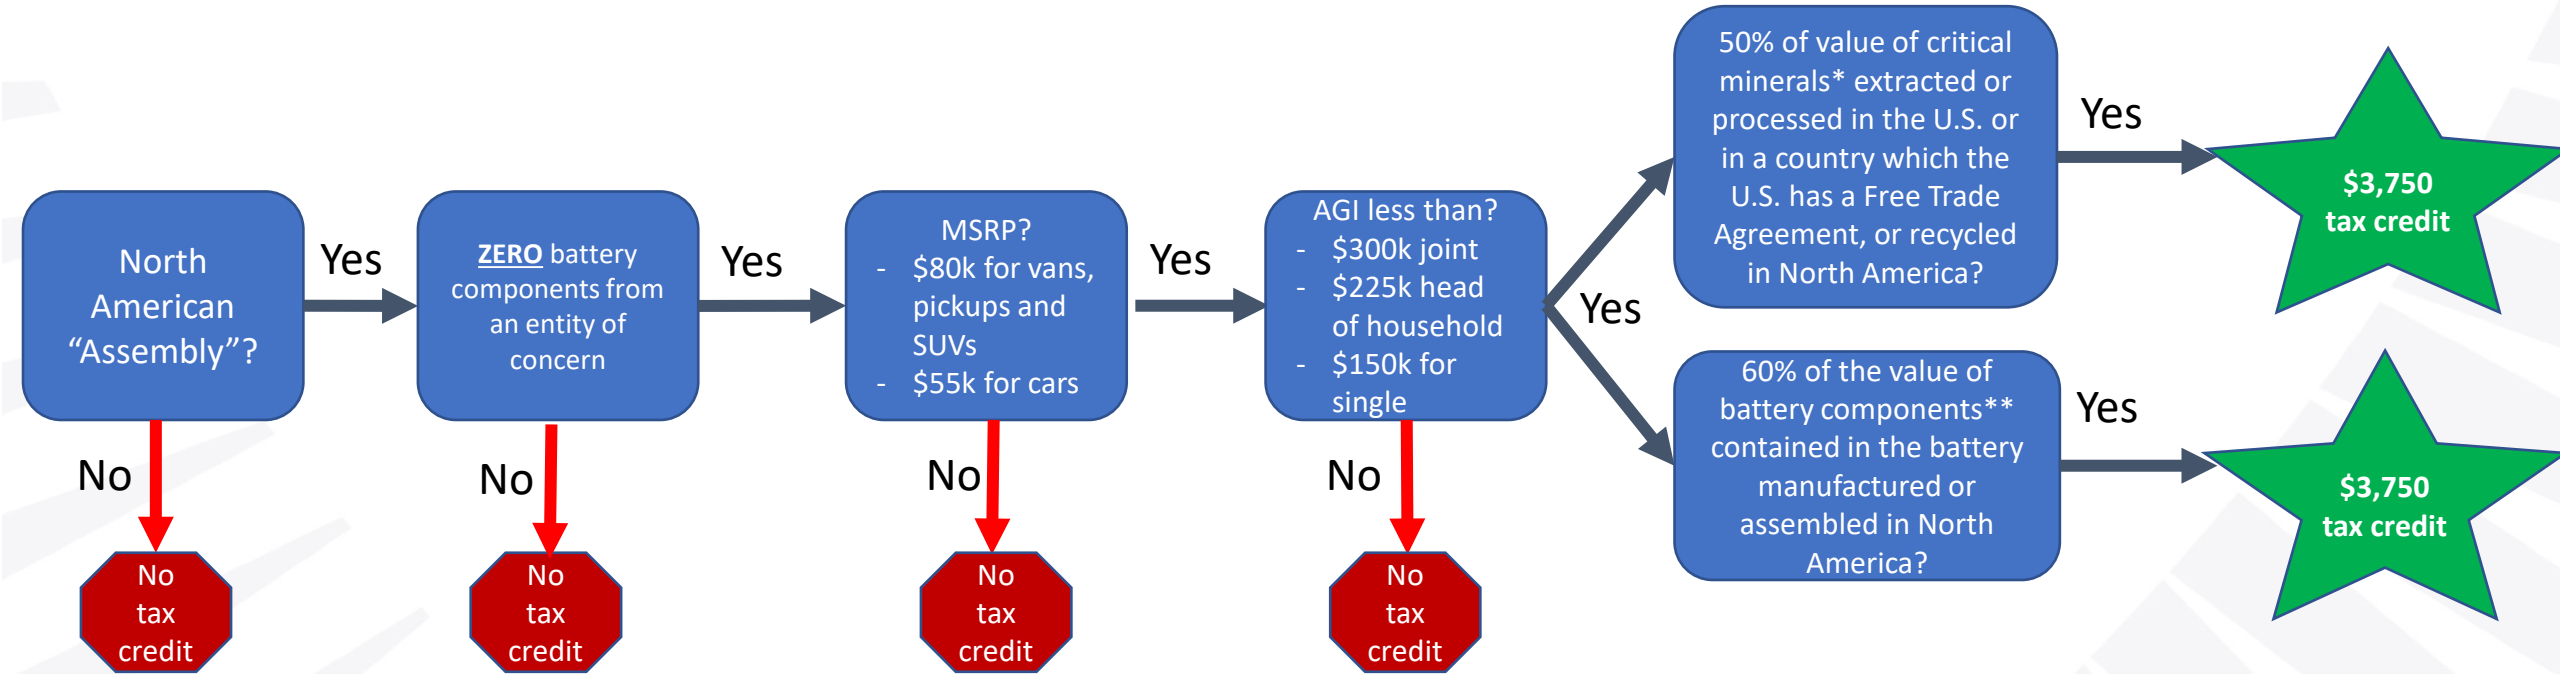 North
American
“Assembly”?
Yes
No
No
tax
credit
ZERO battery
components from
an entity of
concern
Yes
No
No
tax
credit
MSRP?
- $80k for vans,
pickups and
SUVs
- $55k for cars
Yes
No
No
tax
credit
AGI less than?
- $300k joint
- $225k head
of household
- $150k for
single
Yes
No
No
tax
credit
50% of value of critical
minerals* extracted or
processed in the U.S. or
in a country which the
U.S. has a Free Trade
Agreement, or recycled
in North America?
Yes
$3,750
tax credit
60% of the value of
battery components**
contained in the battery
manufactured or
assembled in North
America?
Yes
$3,750
tax credit